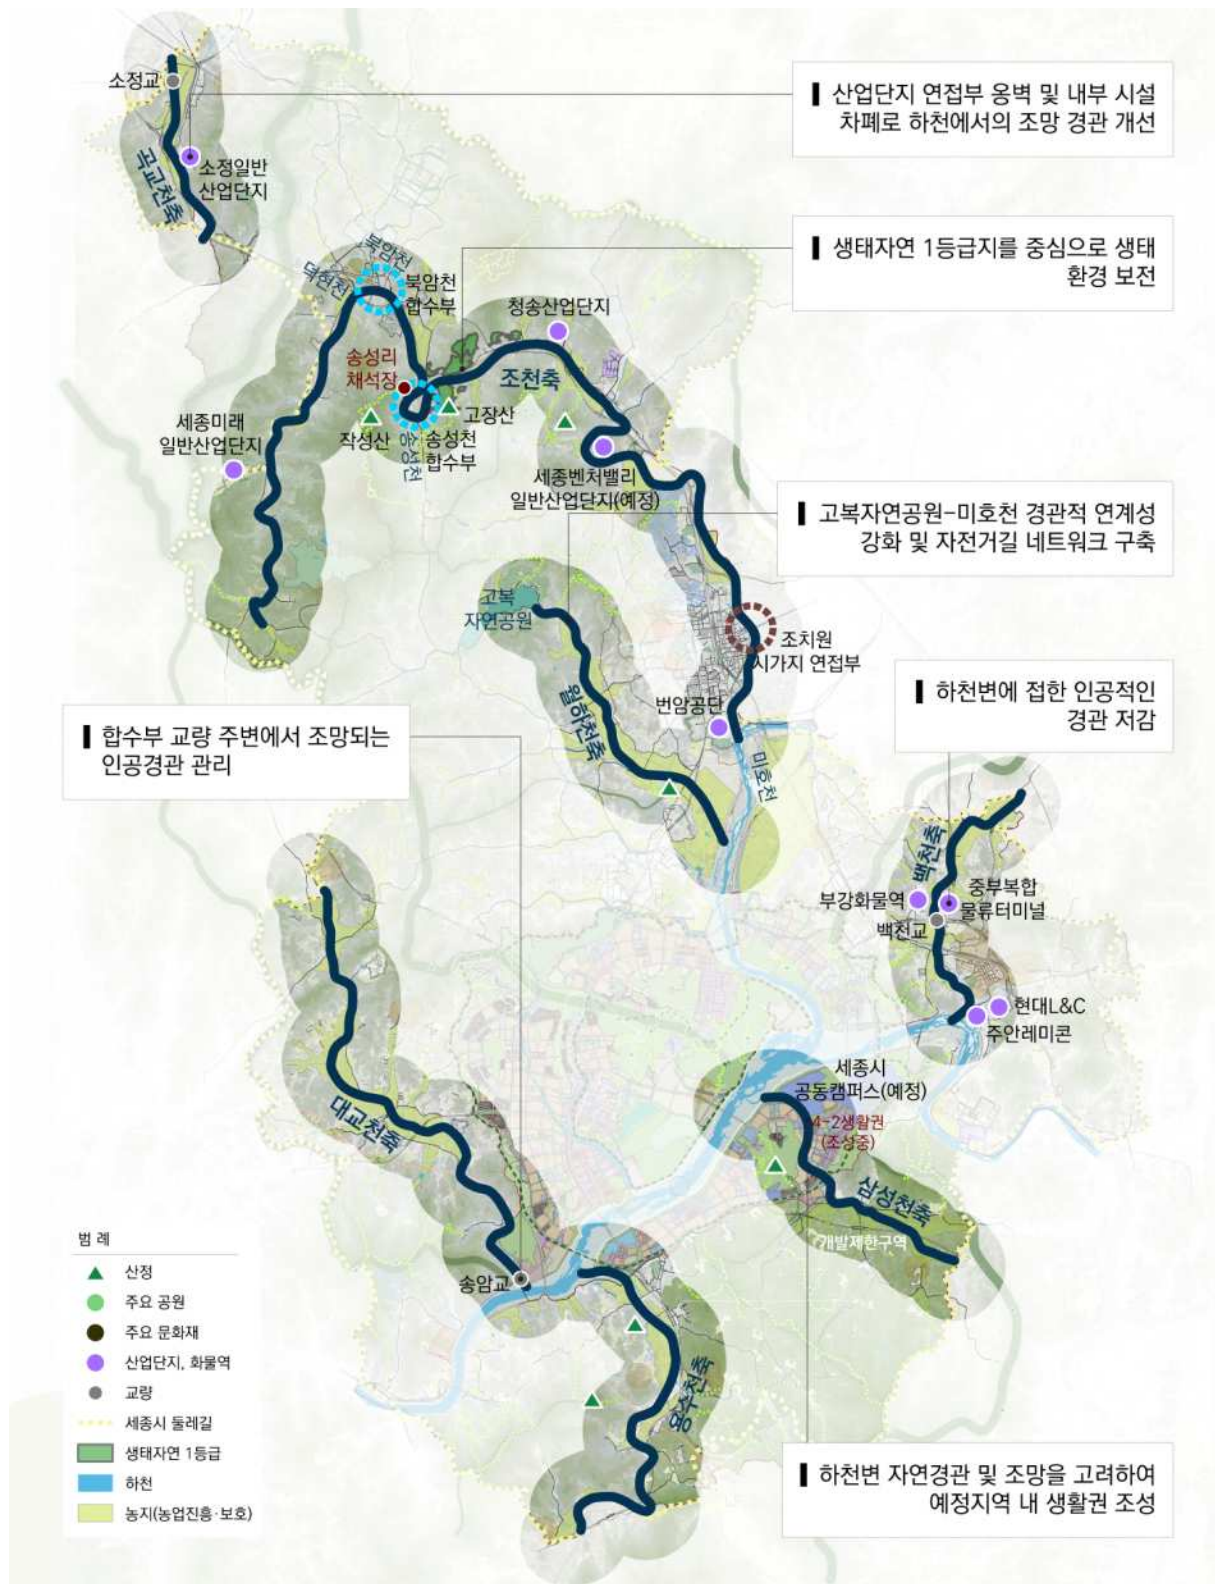 소정교
▌ 산업단지 연접부 옹벽 및 내부 시설
차폐로 하천에서의 조망 경관 개선
소정일반
산업단지
곡교천축
▌ 생태자연 1등급지를 중심으로 생태
환경 보전
북암천
덕현천
북암천
합수부
청송산업단지
송성리
채석장
조천축
고장산
작성산
송성천
합수부
송성천
세종미래
일반산업단지
세종벤처밸리
일반산업단지(예정)
▌ 고복자연공원-미호천 경관적 연계성
강화 및 자전거길 네트워크 구축
고복
자연공원
조치원
시가지 연접부
월하천축
번암공단
미호천
▌ 하천변에 접한 인공적인
경관 저감
▌ 합수부 교량 주변에서 조망되는
인공경관 관리
백천축
부강화물역
중부복합
물류터미널
백천교
현대L&C
주안레미콘
세종시
공동캠퍼스(예정)
4-2생활권
(조성중)
대교천축
삼성천축
개발제한구역
송암교
용수천축
범 례
산정
주요 공원
주요 문화재
산업단지, 화물역
교량
세종시 둘레길
생태자연 1등급
하천
농지(농업진흥·보호)
▌ 하천변 자연경관 및 조망을 고려하여
예정지역 내 생활권 조성